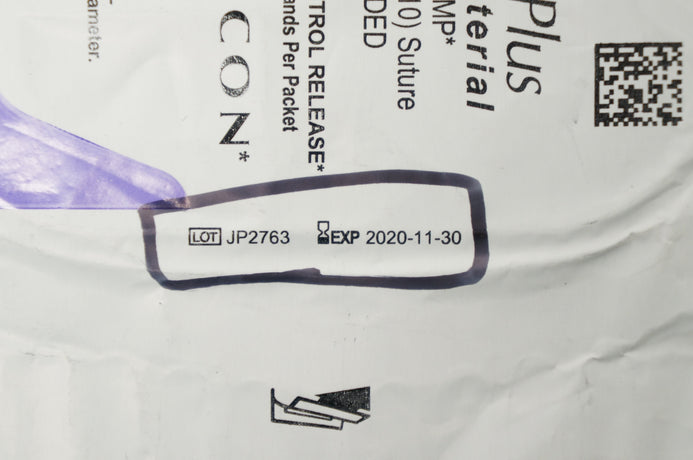 Plus
terial
MP*
10) Suture
DED
TROL RELEASE*
ands Per Packet
CON*
ameter.
LOT JP2763 EXP 2020-11-30